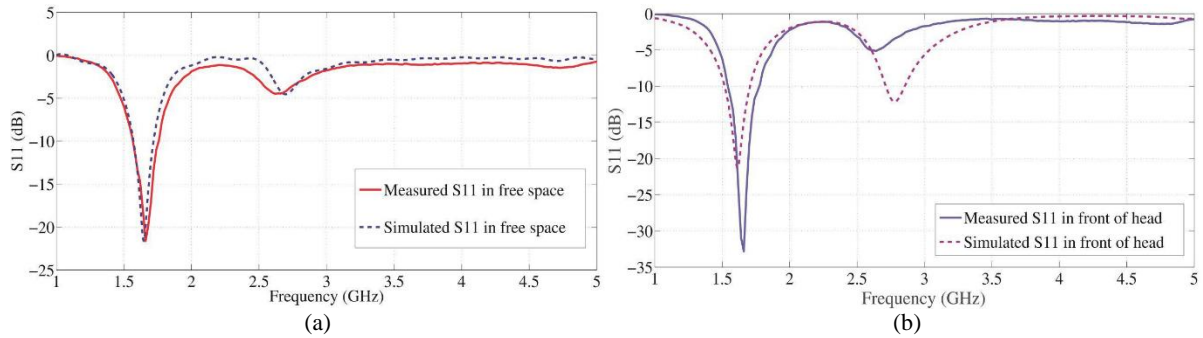 5
0
−5
−10
−15
−20
−25
S11 (dB)
1 1.5 2 2.5 3 3.5 4 4.5 5
Frequency (GHz)
Measured S11 in free space
Simulated S11 in free space
(a)
0
−5
−10
−15
−20
−25
−30
−35
S11 (dB)
1 1.5 2 2.5 3 3.5 4 4.5 5
Frequency (GHz)
Measured S11 in front of head
Simulated S11 in front of head
(b)